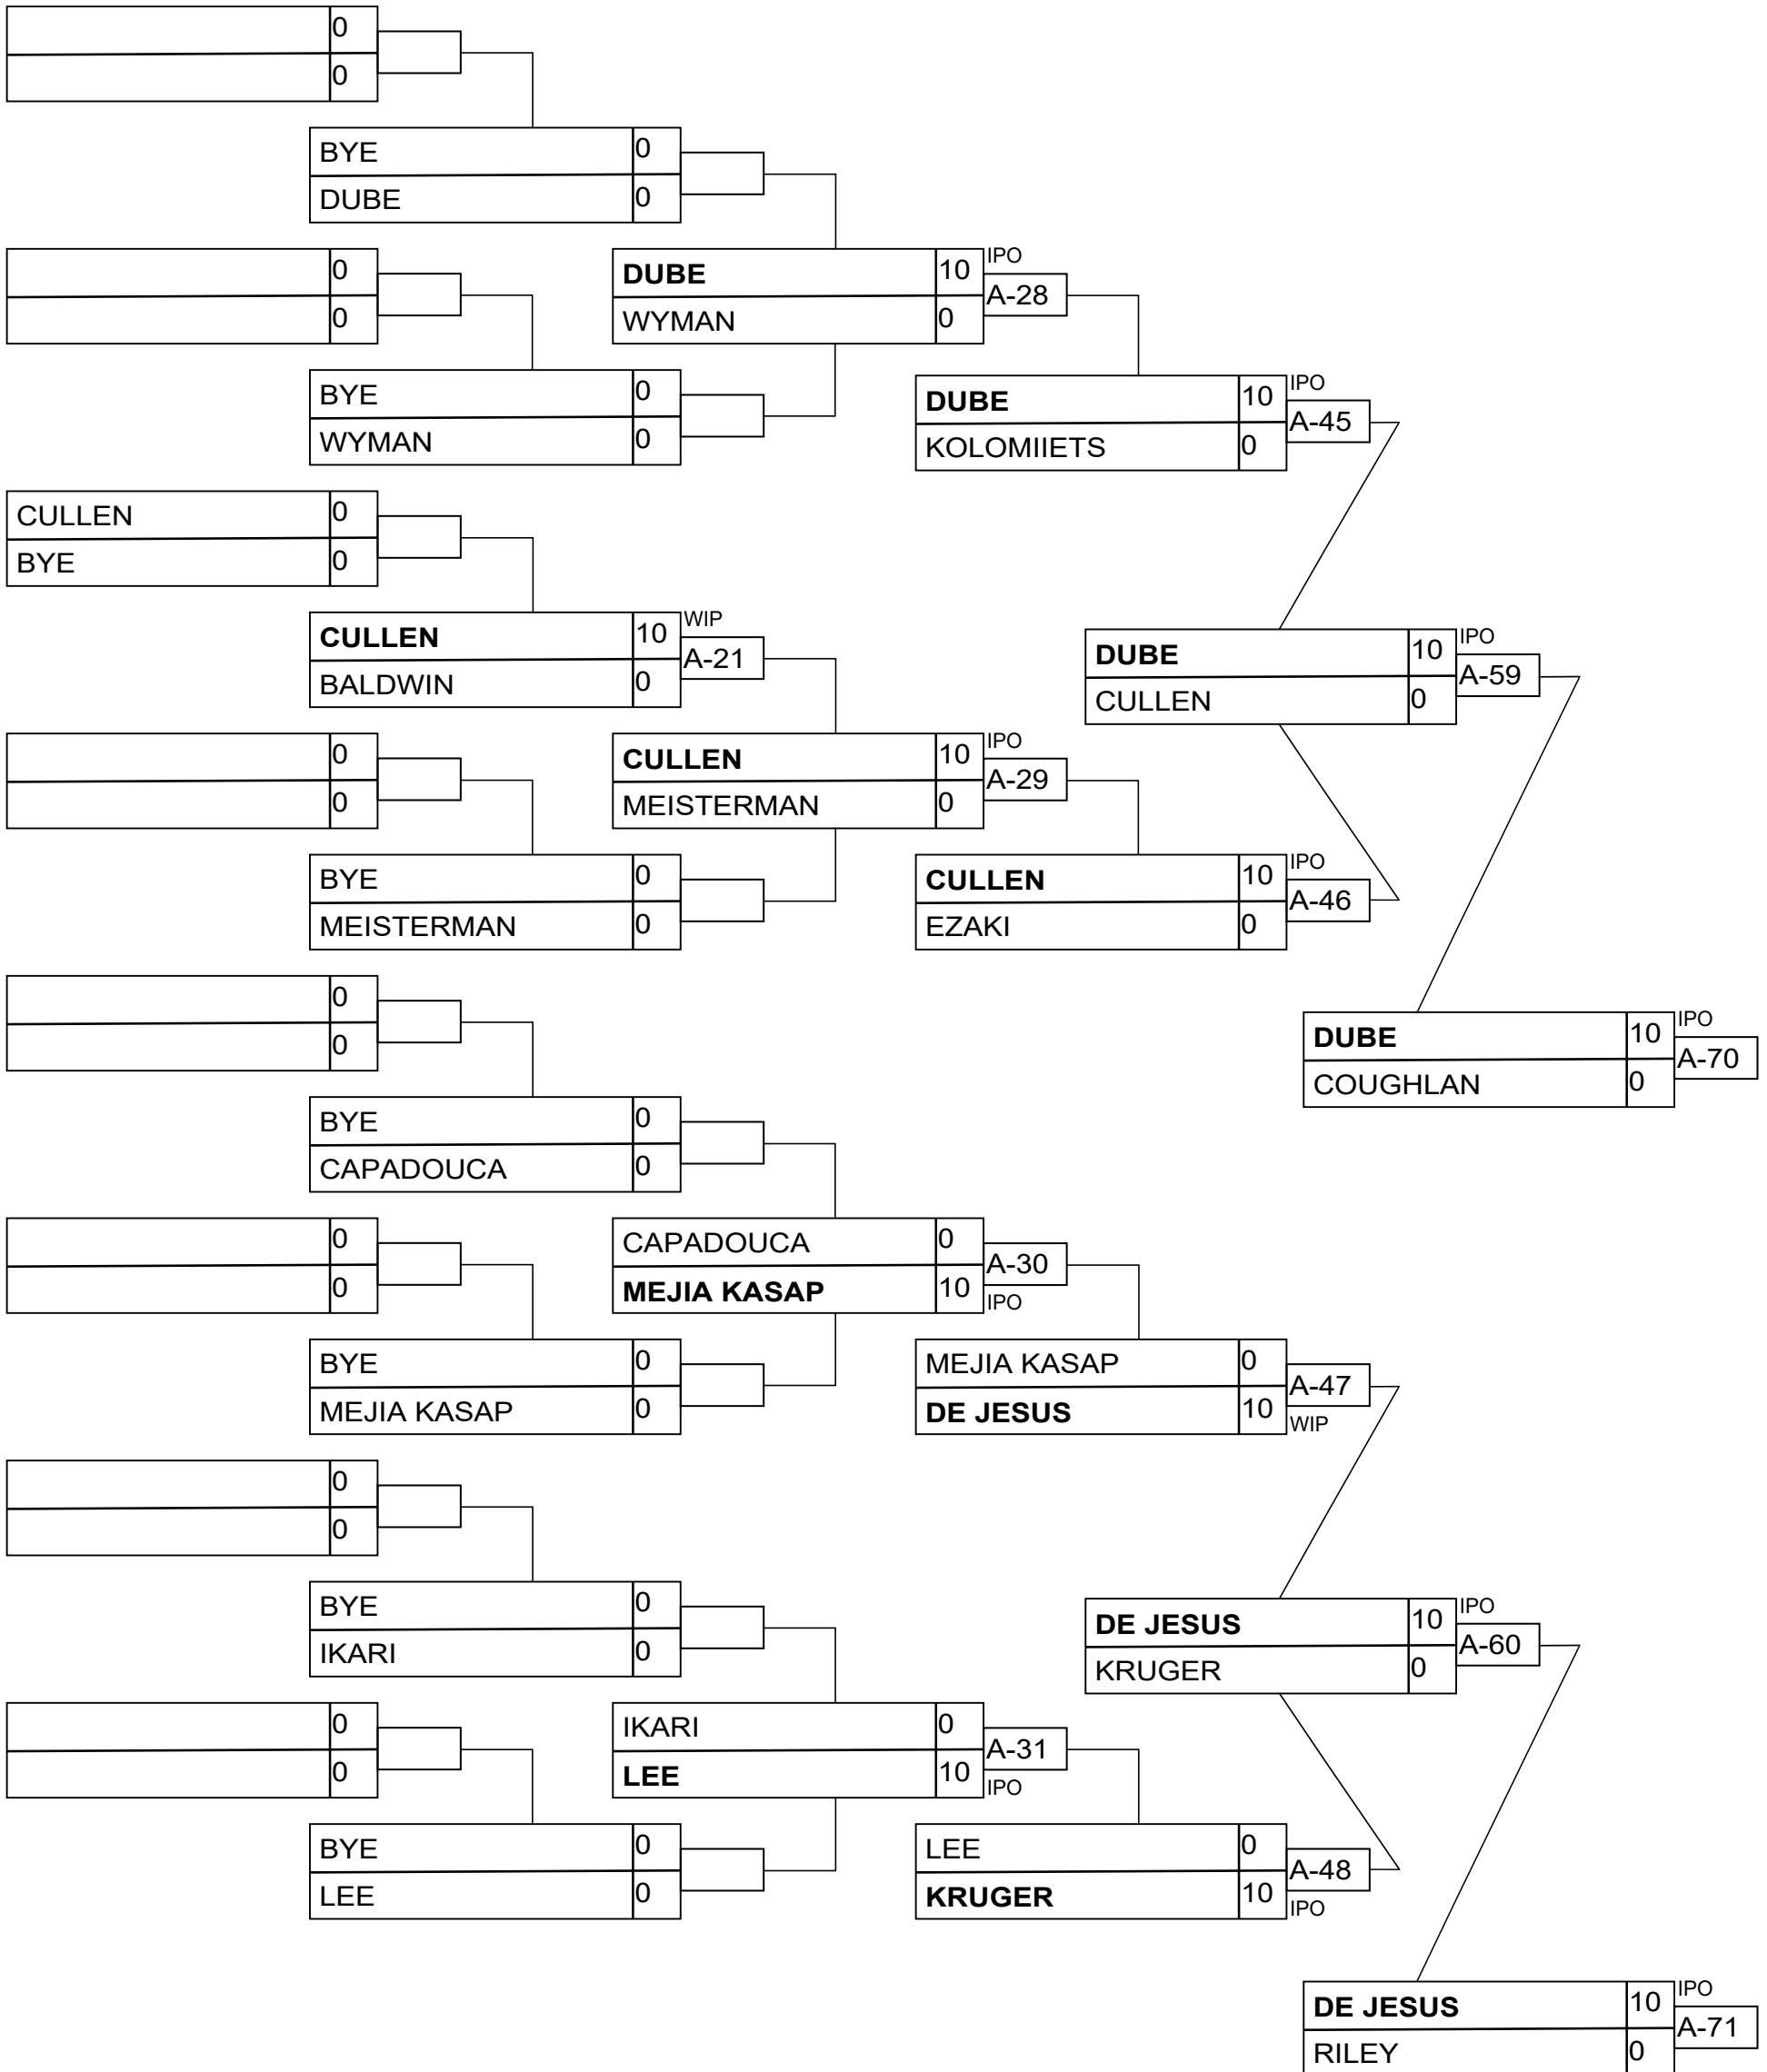 0
0
BYE 0
DUBE 0
0
0
DUBE 10 IPO
A-28
WYMAN 0
BYE 0
WYMAN 0
DUBE 10 IPO
A-45
KOLOMIIETS 0
CULLEN 0
BYE 0
CULLEN 10 WIP
A-21
BALDWIN 0
DUBE 10 IPO
A-59
CULLEN 0
0
0
CULLEN 10 IPO
A-29
MEISTERMAN 0
BYE 0
MEISTERMAN 0
CULLEN 10 IPO
A-46
EZAKI 0
0
0
DUBE 10 IPO
A-70
COUGHLAN 0
BYE 0
CAPADOUCA 0
0
0
CAPADOUCA 0
A-30
MEJIA KASAP 10 IPO
BYE 0
MEJIA KASAP 0
MEJIA KASAP 0
A-47
DE JESUS 10 WIP
0
0
BYE 0
IKARI 0
DE JESUS 10 IPO
A-60
KRUGER 0
0
0
IKARI 0
A-31
LEE 10 IPO
BYE 0
LEE 0
LEE 0
A-48
KRUGER 10 IPO
DE JESUS 10 IPO
A-71
RILEY 0